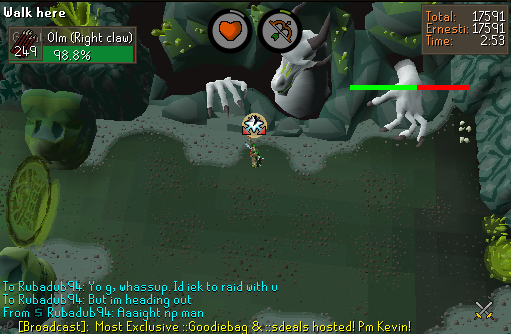 Walk here
Olm (Right claw)
249
98.8%
Total: 17591
Ernesti: 17591
Time: 2:53
To Rubadub94: Yo g, whassup. Id iek to raid with u
To Rubadub94: But im heading out
From S Rubadub94: Aaaight np man
[Broadcast]: Most Exclusive ::Goodiebag & ::sdeals hosted! Pm Kevin!